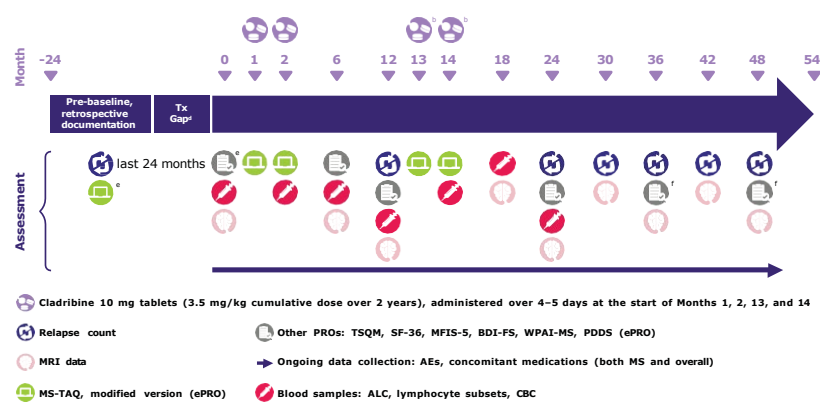 b b
Month -24 0 1 2 6 12 13 14 18 24 30 36 42 48 54
Pre-baseline,
retrospective
documentation
Tx
Gapd
Assessment
last 24 months
e
e
f f
Cladribine 10 mg tablets (3.5 mg/kg cumulative dose over 2 years), administered over 4–5 days at the start of Months 1, 2, 13, and 14
Relapse count
Other PROs: TSQM, SF-36, MFIS-5, BDI-FS, WPAI-MS, PDDS (ePRO)
MRI data
Ongoing data collection: AEs, concomitant medications (both MS and overall)
MS-TAQ, modified version (ePRO)
Blood samples: ALC, lymphocyte subsets, CBC